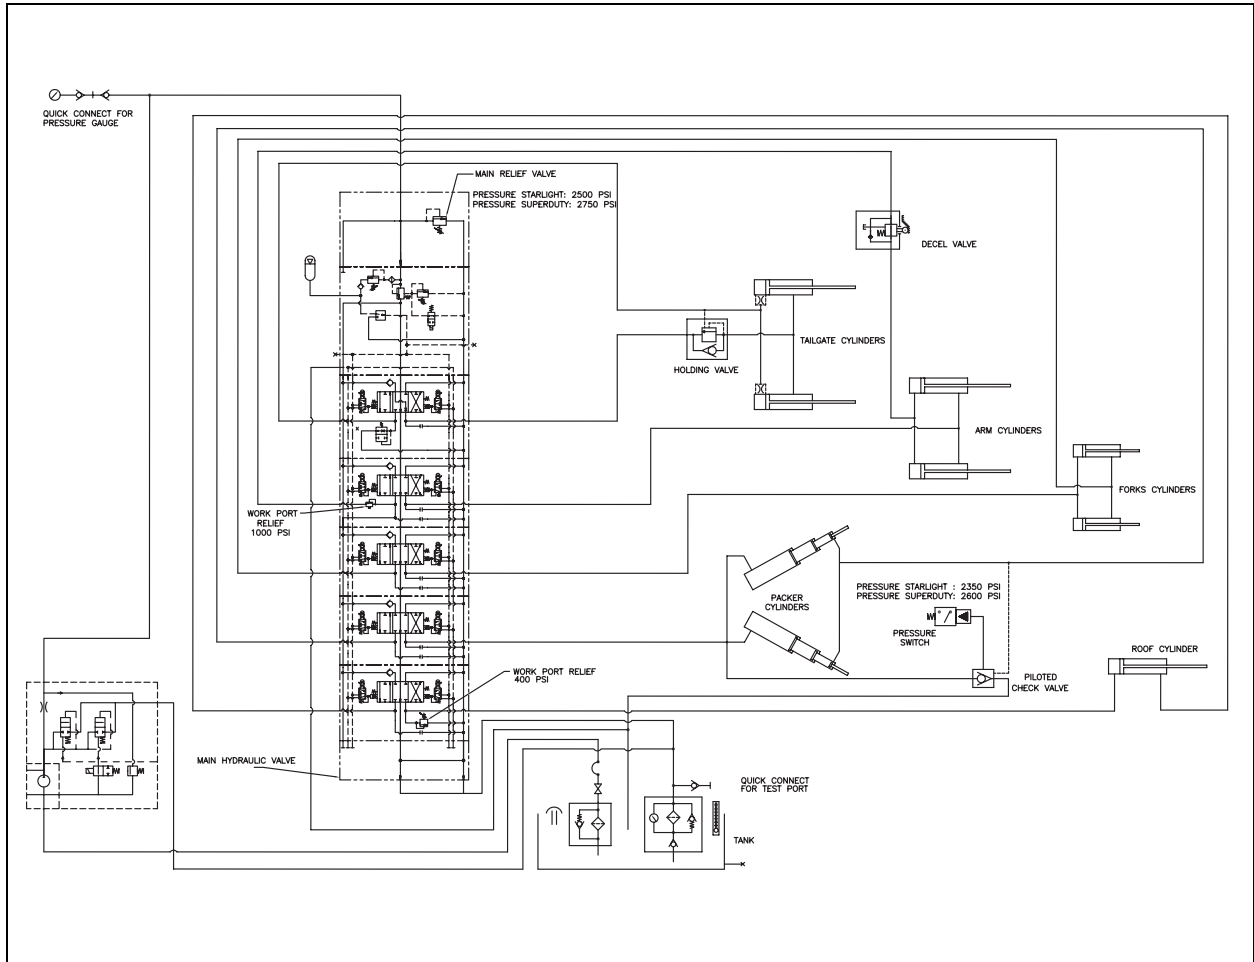 QUICK CONNECT FOR
PRESSURE GAUGE
MAIN RELIEF VALVE
PRESSURE STARLIGHT: 2500 PSI
PRESSURE SUPERDUTY: 2750 PSI
DECEL VALVE
TAILGATE CYLINDERS
HOLDING VALVE
ARM CYLINDERS
FORKS CYLINDERS
WORK PORT
RELIEF
1000 PSI
PACKER
CYLINDERS
PRESSURE STARLIGHT : 2350 PSI
PRESSURE SUPERDUTY: 2600 PSI
PRESSURE
SWITCH
ROOF CYLINDER
WORK PORT RELIEF
400 PSI
PILOTED
CHECK VALVE
MAIN HYDRAULIC VALVE
QUICK CONNECT
FOR TEST PORT
TANK